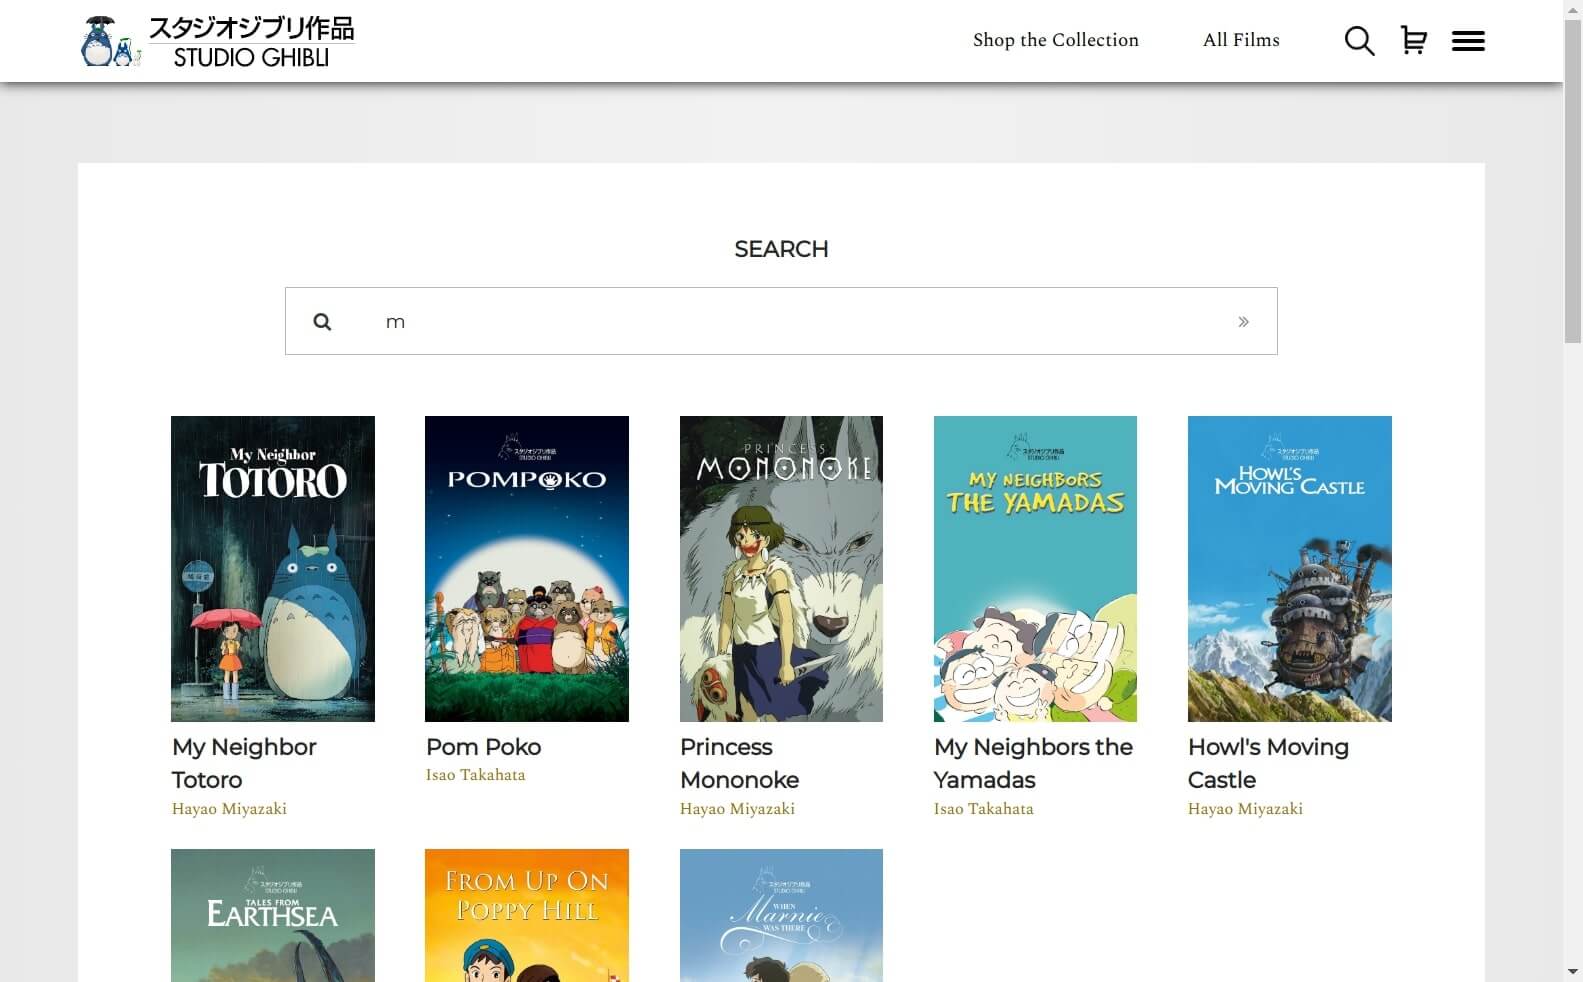 スタジオジブリ作品
STUDIO GHIBLI
Shop the Collection
All Films
SEARCH
m
My Neighbor
TOTORO
スタジオジブリ作品
STUDIO GHIBLI
POMPOKO
PRINCESS
MONONOKE
スタジオジブリ作品
STUDIO GHIBLI
MY NEIGHBORS
THE YAMADAS
スタジオジブリ作品
STUDIO GHIBLI
HOWL'S
MOVING CASTLE
My Neighbor
Totoro
Hayao Miyazaki
Pom Poko
Isao Takahata
Princess
Mononoke
Hayao Miyazaki
My Neighbors the
Yamadas
Isao Takahata
Howl's Moving
Castle
Hayao Miyazaki
スタジオジブリ作品
STUDIO GHIBLI
TALES FROM
EARTHSEA
FROM UP ON
POPPY HILL
スタジオジブリ作品
STUDIO GHIBLI
WHEN
Marnie
WAS THERE